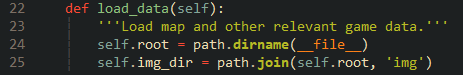 22 def load_data(self):
23     '''Load map and other relevant game data.'''
24     self.root = path.dirname(__file__)
25     self.img_dir = path.join(self.root, 'img')